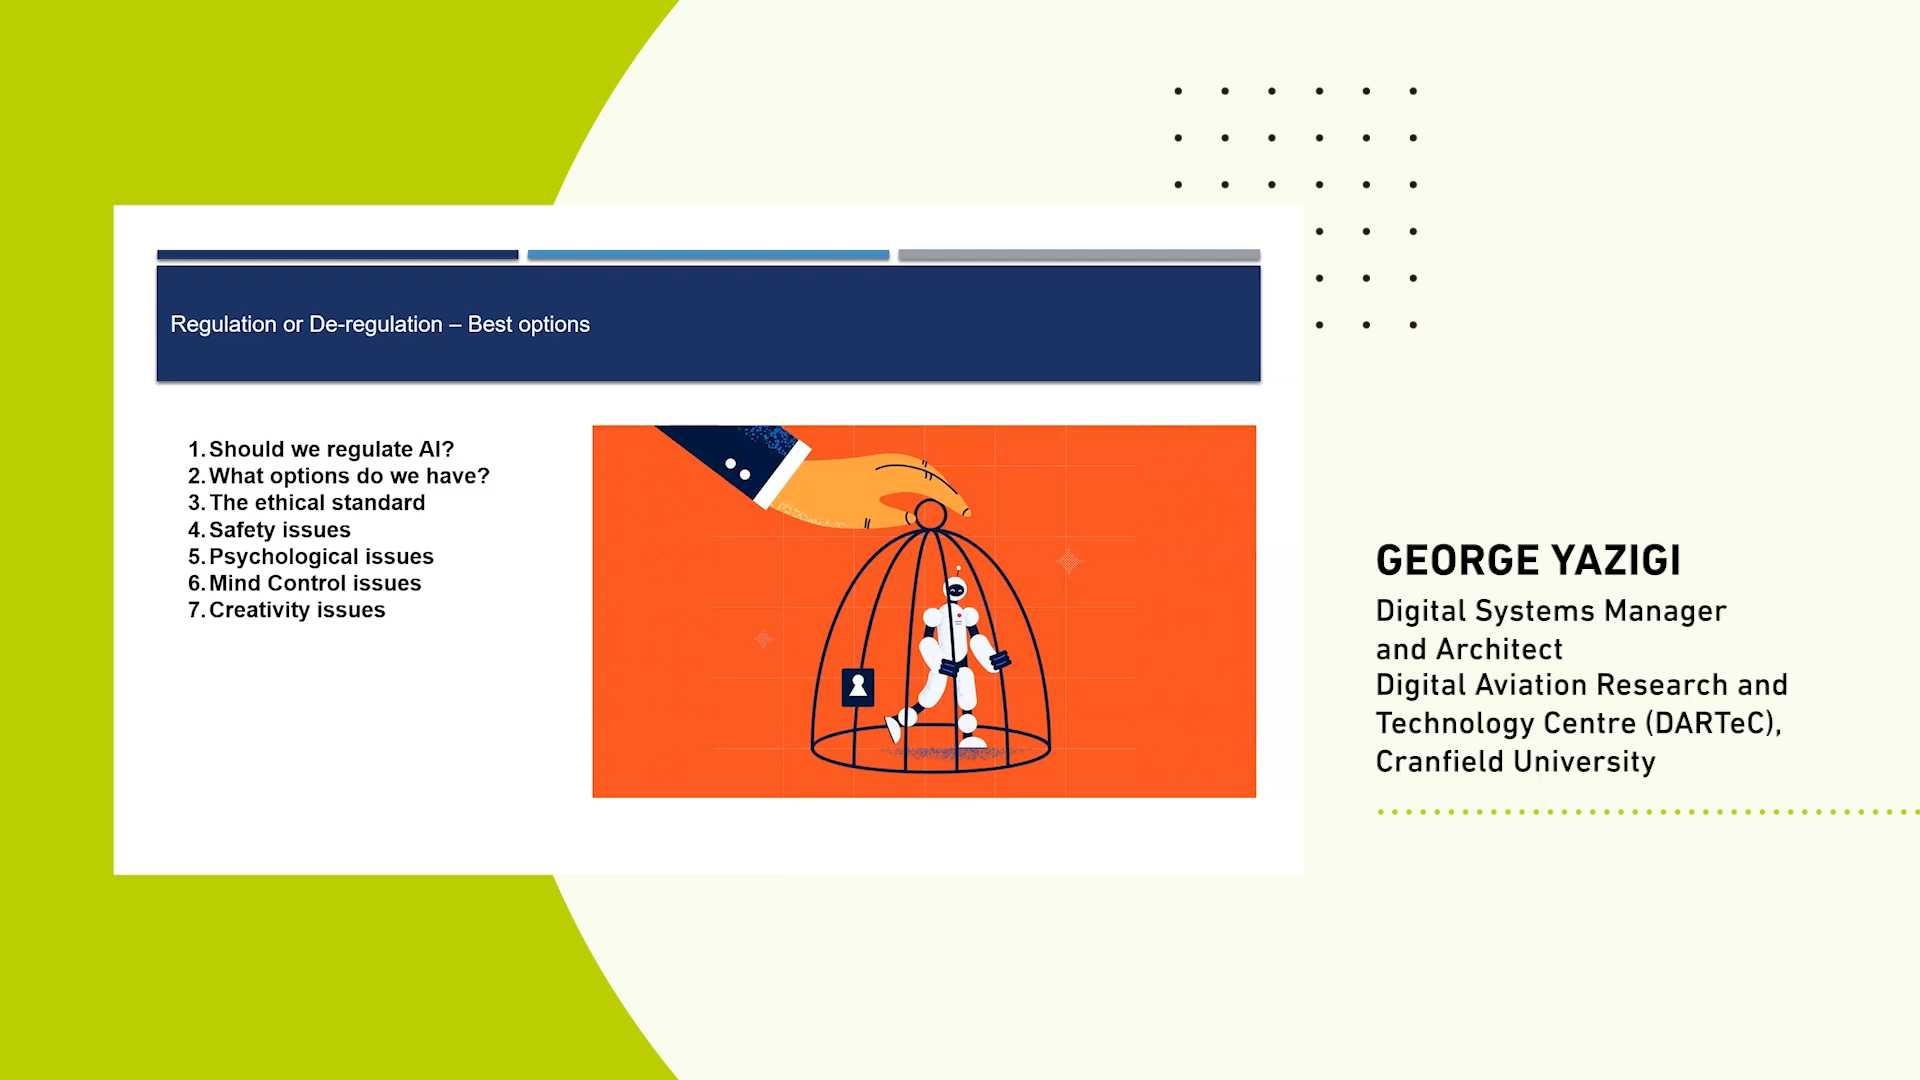 Regulation or De-regulation – Best options
1. Should we regulate AI?
2. What options do we have?
3. The ethical standard
4. Safety issues
5. Psychological issues
6. Mind Control issues
7. Creativity issues
GEORGE YAZIGI
Digital Systems Manager
and Architect
Digital Aviation Research and
Technology Centre (DARTeC),
Cranfield University